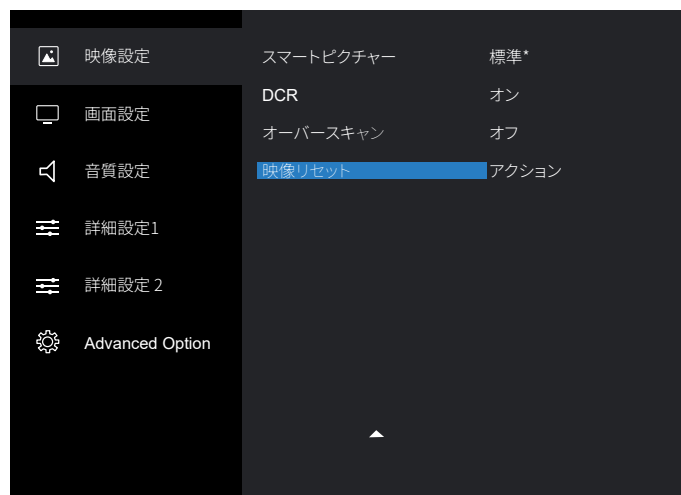 映像設定
画面設定
音質設定
詳細設定1
詳細設定 2
Advanced Option
スマートピクチャー 標準*
DCR オン
オーバースキャン オフ
映像リセット アクション